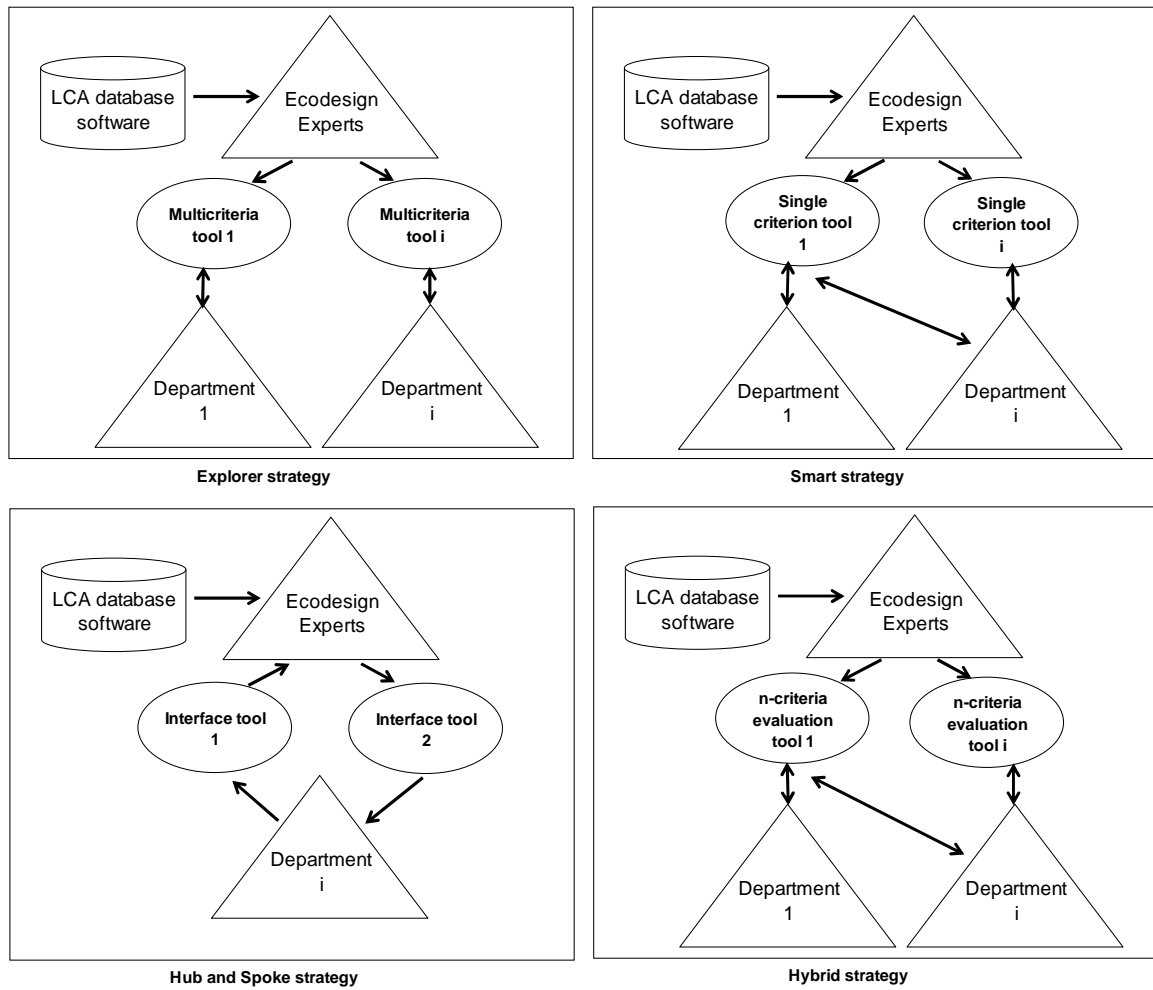 LCA database
software
Ecodesign
Experts
Multicriteria
tool 1
Multicriteria
tool i
Department
1
Department
i
Explorer strategy
LCA database
software
Ecodesign
Experts
Single
criterion tool
1
Single
criterion tool
i
Department
1
Department
i
Smart strategy
LCA database
software
Ecodesign
Experts
Interface tool
1
Interface tool
2
Department
i
Hub and Spoke strategy
LCA database
software
Ecodesign
Experts
n-criteria
evaluation
tool 1
n-criteria
evaluation
tool i
Department
1
Department
i
Hybrid strategy